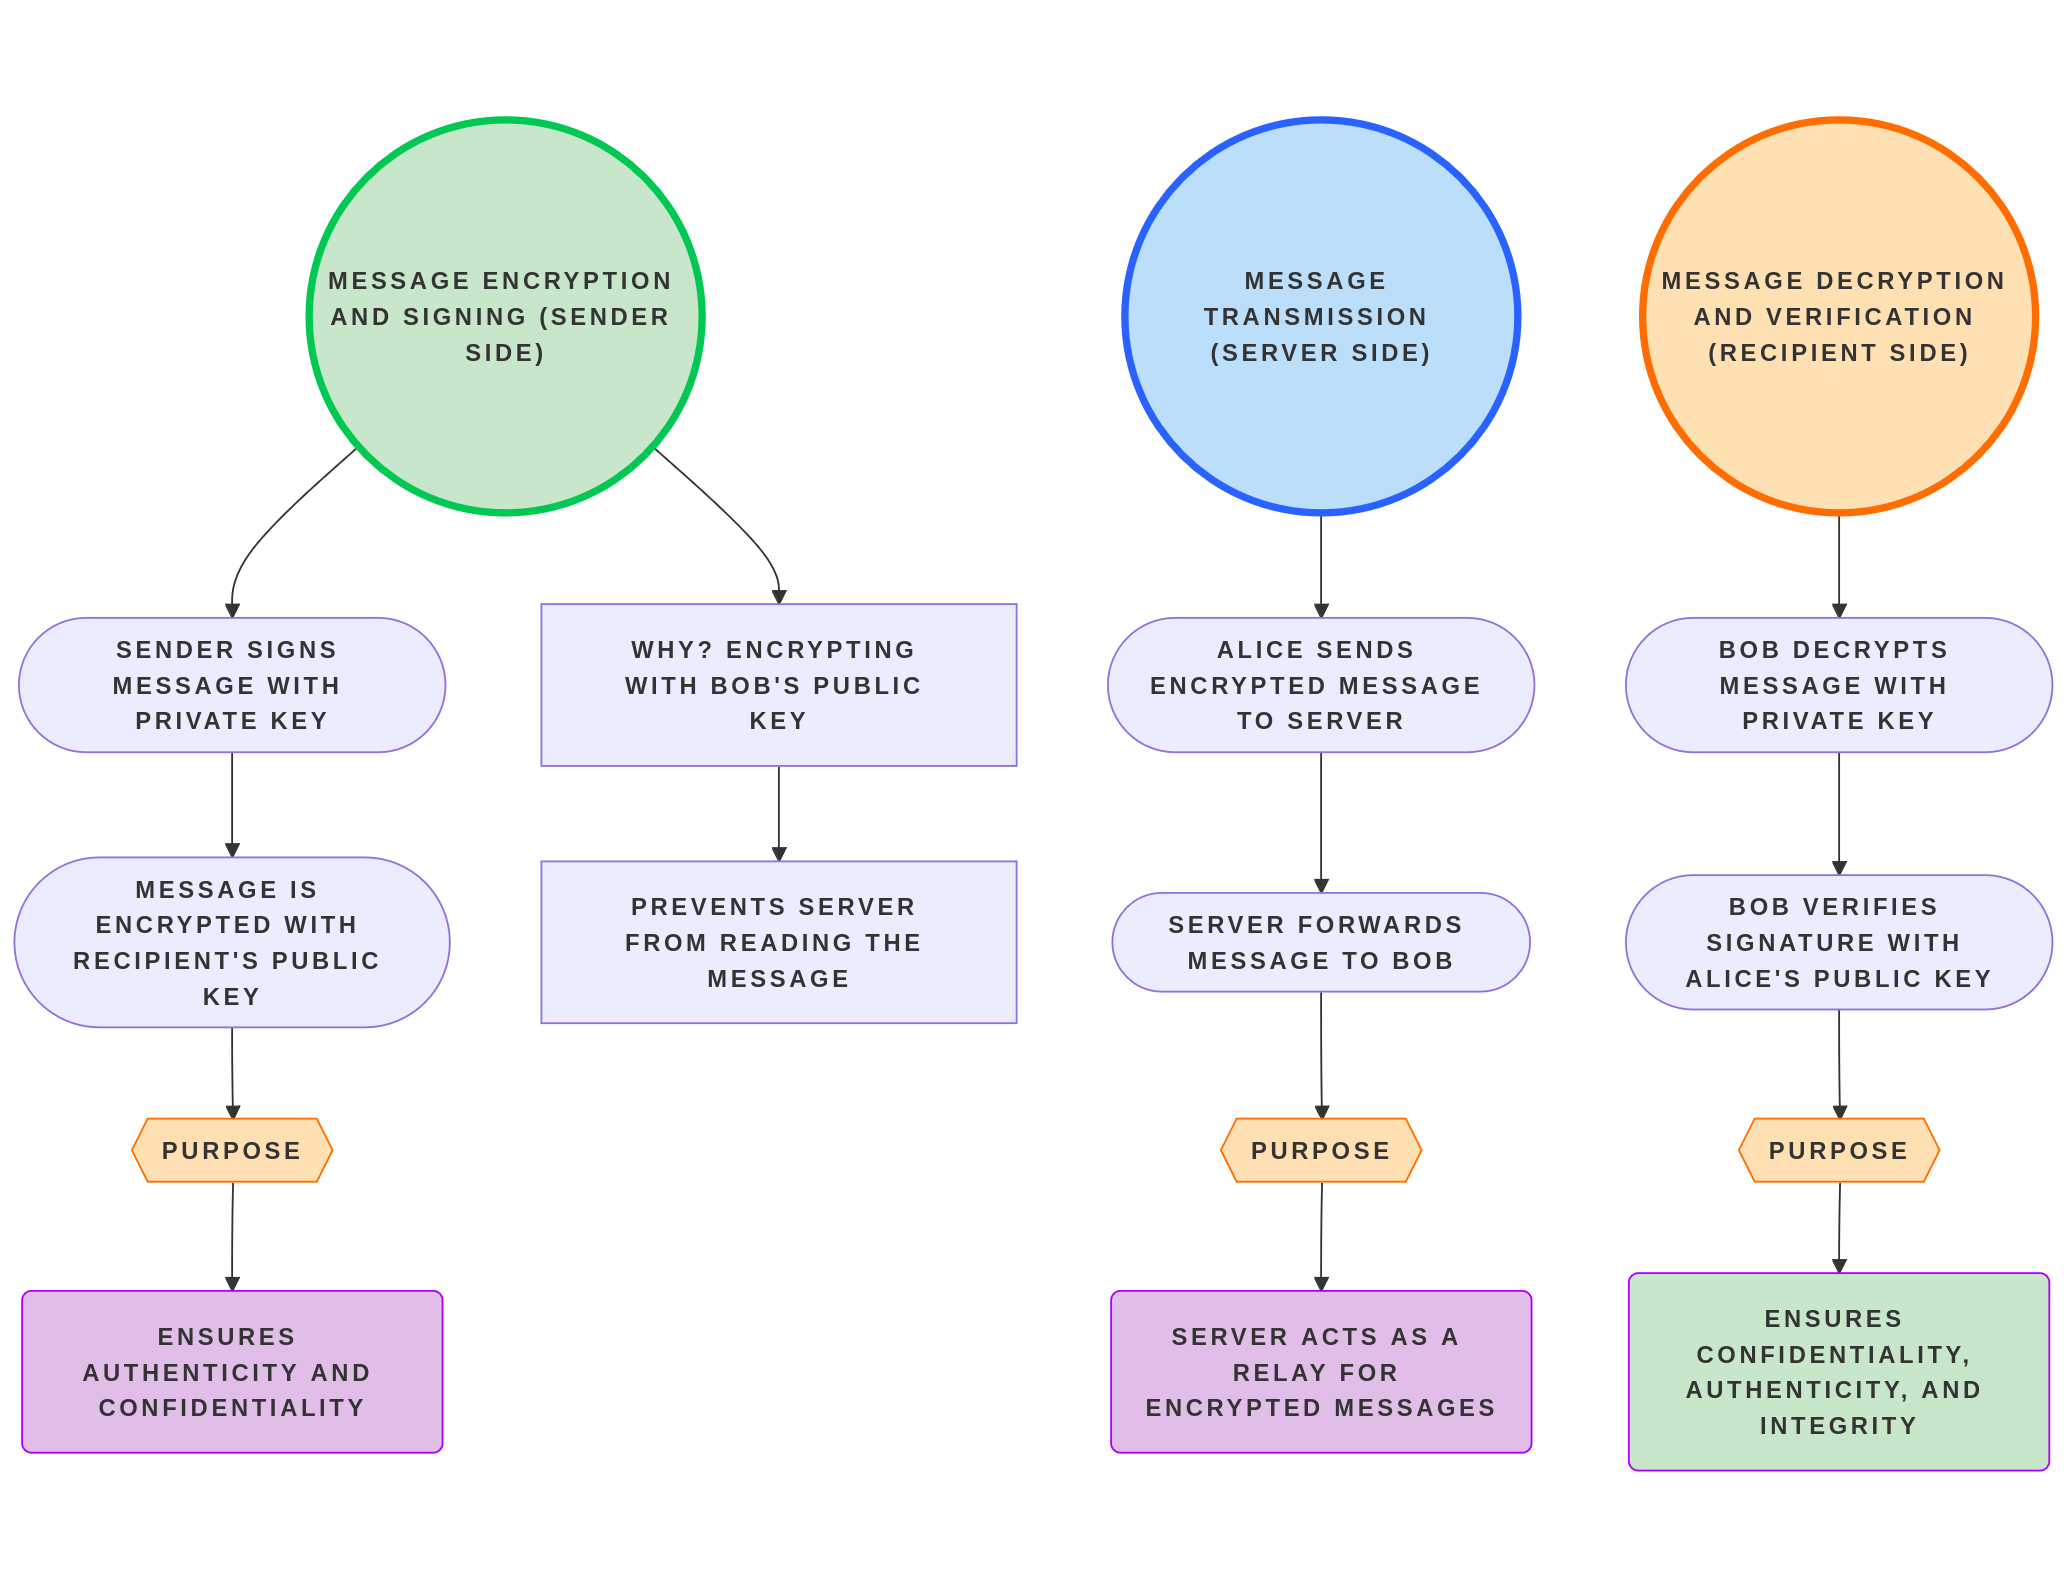 MESSAGE ENCRYPTION
AND SIGNING (SENDER
SIDE)
SENDER SIGNS
MESSAGE WITH
PRIVATE KEY
MESSAGE IS
ENCRYPTED WITH
RECIPIENT'S PUBLIC
KEY
PURPOSE
ENSURES
AUTHENTICITY AND
CONFIDENTIALITY
WHY? ENCRYPTING
WITH BOB'S PUBLIC
KEY
PREVENTS SERVER
FROM READING THE
MESSAGE
MESSAGE
TRANSMISSION
(SERVER SIDE)
ALICE SENDS
ENCRYPTED MESSAGE
TO SERVER
SERVER FORWARDS
MESSAGE TO BOB
PURPOSE
SERVER ACTS AS A
RELAY FOR
ENCRYPTED MESSAGES
MESSAGE DECRYPTION
AND VERIFICATION
(RECIPIENT SIDE)
BOB DECRYPTS
MESSAGE WITH
PRIVATE KEY
BOB VERIFIES
SIGNATURE WITH
ALICE'S PUBLIC KEY
PURPOSE
ENSURES
CONFIDENTIALITY,
AUTHENTICITY, AND
INTEGRITY